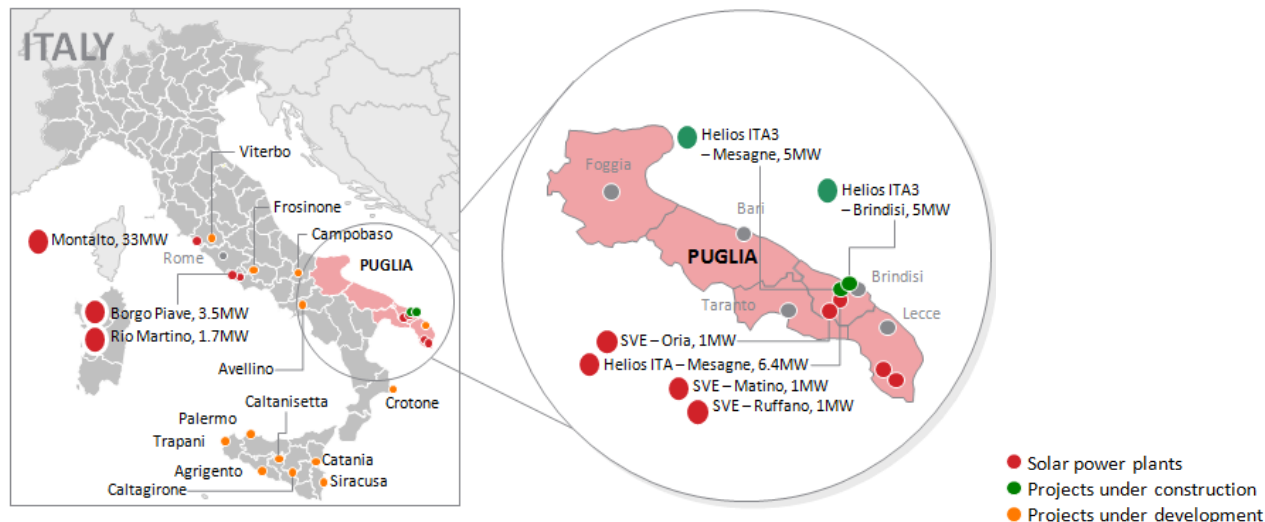 ITALY
Viterbo
Frosinone
Campobaso
Montalto, 33MW
Rome
PUGLIA
Borgo Piave, 3.5MW
Rio Martino, 1.7MW
Avellino
Caltanisetta
Crotone
Palermo
Trapani
Catania
Agrigento
Siracusa
Caltagirone
Helios ITA3
– Mesagne, 5MW
Foggia
Helios ITA3
– Brindisi, 5MW
Bari
PUGLIA
Brindisi
Taranto
Lecce
SVE – Oria, 1MW
Helios ITA – Mesagne, 6.4MW
SVE – Matino, 1MW
SVE – Ruffano, 1MW
Solar power plants
Projects under construction
Projects under development